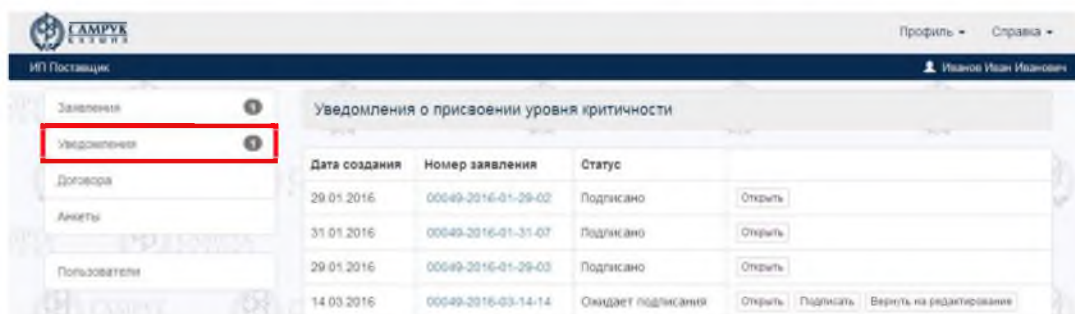 САМРУК
КАЗЫНА
Профиль
Справка
ИП Поставщик
Иванов Иван Иванович
Заявления 1
Уведомления 1
Договора
Анкеты
Пользователи
Уведомления о присвоении уровня критичности
Дата создания Номер заявления Статус
29.01.2016 00049-2016-01-29-02 Подписано Открыть
31.01.2016 00049-2016-01-31-07 Подписано Открыть
29.01.2016 00049-2016-01-29-03 Подписано Открыть
14.03.2016 00049-2016-03-14-14 Ожидает подписания Открыть Подписать Вернуть на редактирование